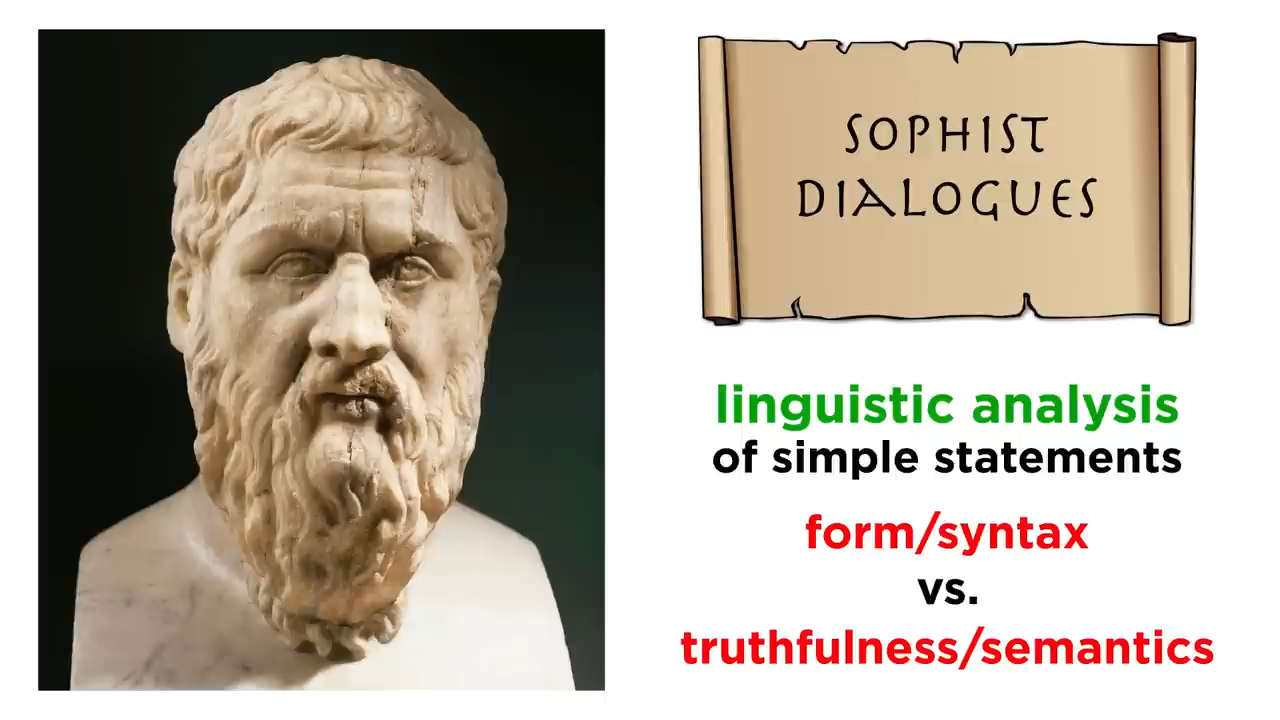 SOPHIST
DIALOGUES
linguistic analysis
of simple statements
form/syntax
vs.
truthfulness/semantics